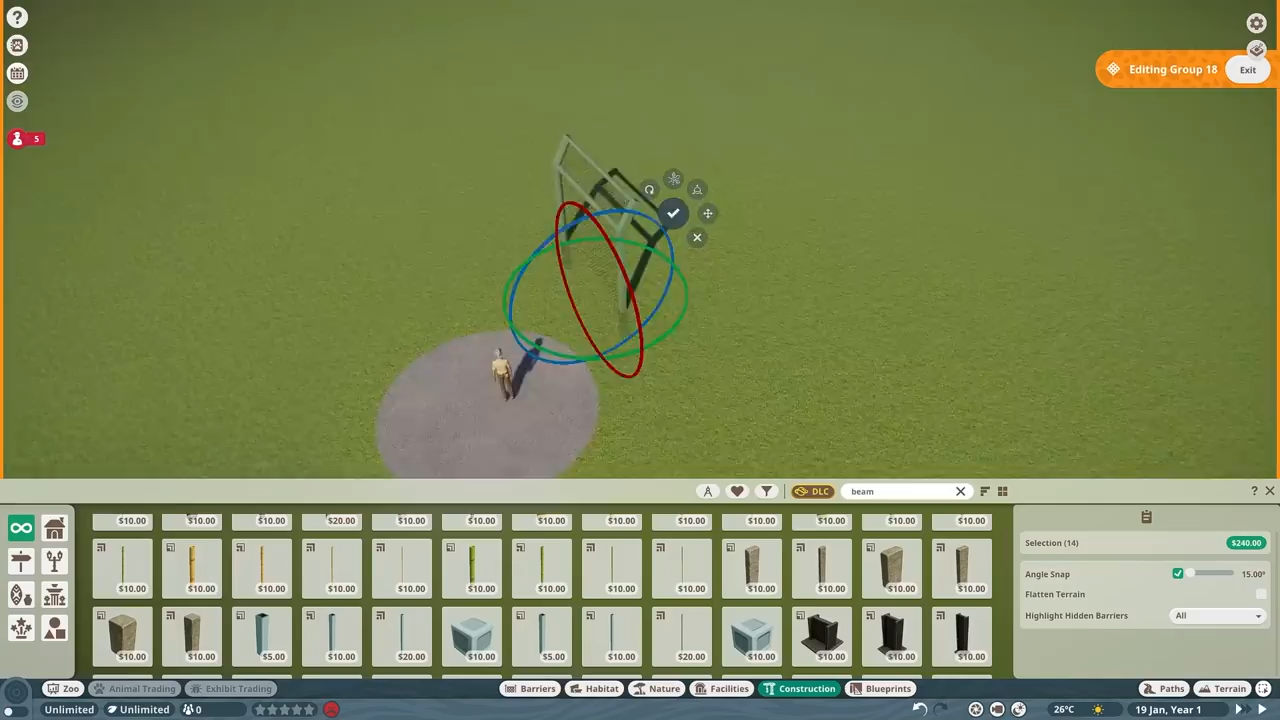 ?
5
Editing Group 18
Exit
DLC
beam
?
$10.00 $10.00 $10.00 $20.00 $10.00 $10.00 $10.00 $10.00 $10.00 $10.00 $10.00 $10.00 $10.00
$10.00 $10.00 $10.00 $10.00 $10.00 $10.00 $10.00 $10.00 $10.00 $10.00 $10.00 $10.00 $10.00
$10.00 $10.00 $5.00 $10.00 $20.00 $10.00 $5.00 $10.00 $20.00 $10.00 $10.00 $10.00 $10.00
Selection (14) $240.00
Angle Snap 15.00°
Flatten Terrain
Highlight Hidden Barriers All
Zoo Animal Trading Exhibit Trading Barriers Habitat Nature Facilities Construction Blueprints Paths Terrain
Unlimited Unlimited 0 26°C 19 Jan, Year 1